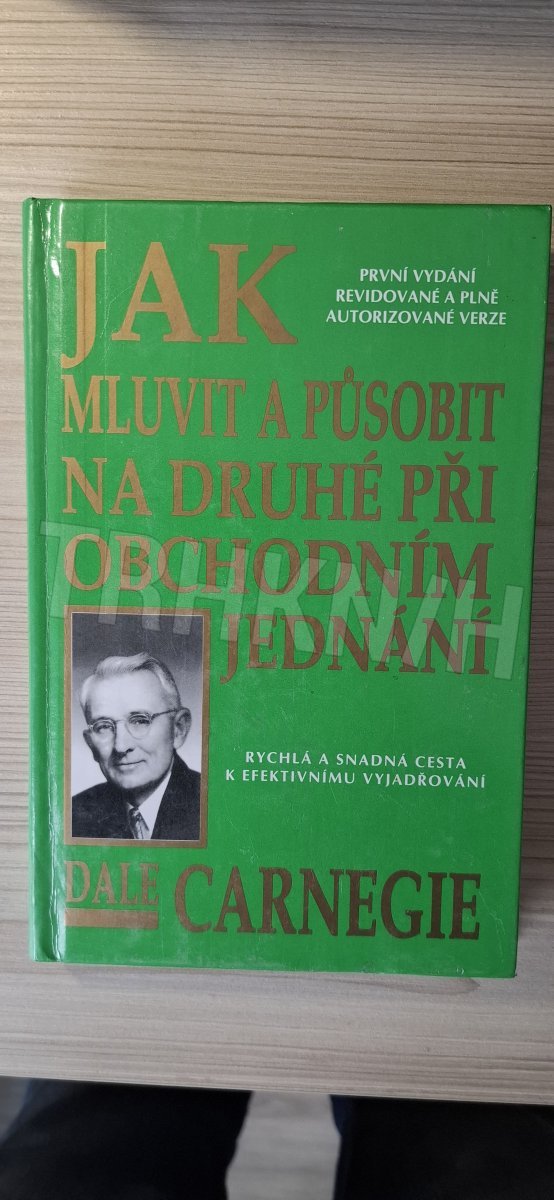 JAK
PRVNÍ VYDÁNÍ
REVIDOVANÉ A PLNĚ
AUTORIZOVANÉ VERZE
MLUVIT A PŮSOBIT
NA DRUHÉ PŘI
OBCHODNÍM
JEDNÁNÍ
TRHKNIH
RYCHLÁ A SNADNÁ CESTA
K EFEKTIVNÍMU VYJADŘOVÁNÍ
DALE CARNEGIE